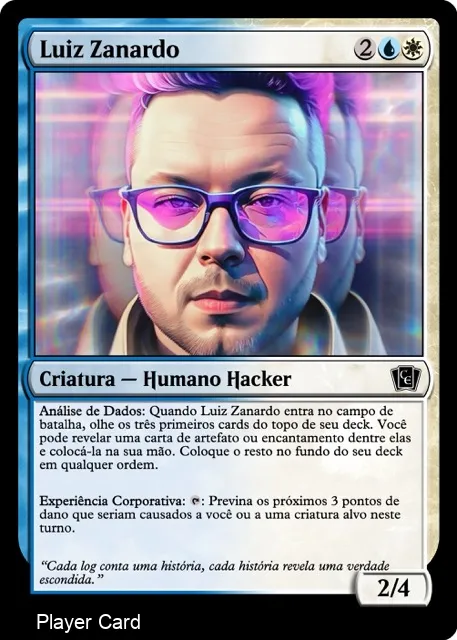 Luiz Zanardo
2
Criatura — Humano Hacker
CE
Análise de Dados: Quando Luiz Zanardo entra no campo de
batalha, olhe os três primeiros cards do topo de seu deck. Você
pode revelar uma carta de artefato ou encantamento dentre elas
e colocá-la na sua mão. Coloque o resto no fundo do seu deck
em qualquer ordem.
Experiência Corporativa: : Previna os próximos 3 pontos de
dano que seriam causados a você ou a uma criatura alvo neste
turno.
“Cada log conta uma história, cada história revela uma verdade
escondida.”
2/4
Player Card